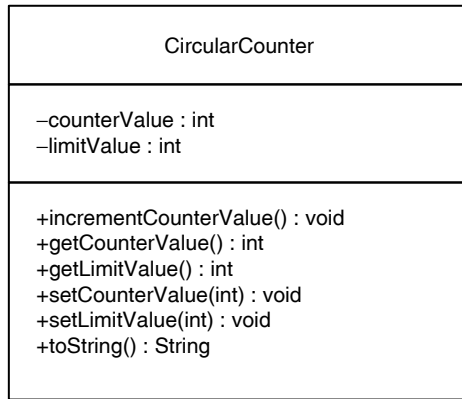 CircularCounter
–counterValue : int
–limitValue : int
+incrementCounterValue() : void
+getCounterValue() : int
+getLimitValue() : int
+setCounterValue(int) : void
+setLimitValue(int) : void
+toString() : String